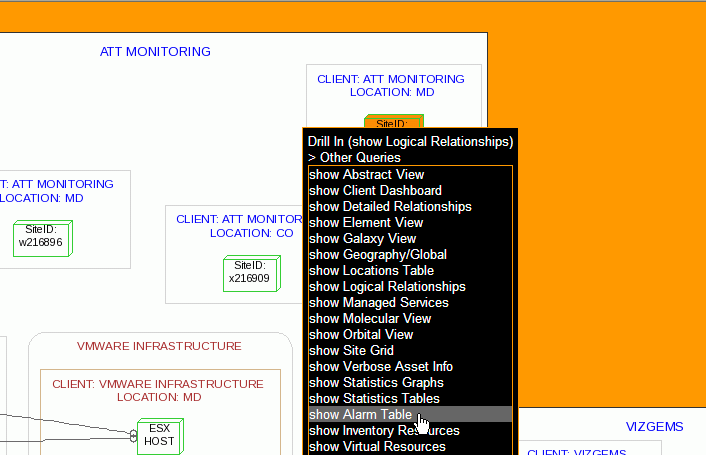 ATT MONITORING
CLIENT: ATT MONITORING
LOCATION: MD
SiteID:
Drill In (show Logical Relationships)
> Other Queries
show Abstract View
show Client Dashboard
show Detailed Relationships
show Element View
show Galaxy View
show Geography/Global
show Locations Table
show Logical Relationships
show Managed Services
show Molecular View
show Orbital View
show Site Grid
show Verbose Asset Info
show Statistics Graphs
show Statistics Tables
show Alarm Table
show Inventory Resources
show Virtual Resources
T: ATT MONITORING
LOCATION: MD
SiteID:
w216896
CLIENT: ATT MONITOR
LOCATION: CO
SiteID:
x216909
VMWARE INFRASTRUCTURE
CLIENT: VMWARE INFRASTRUCTURE
LOCATION: MD
ESX
HOST
VIZGEMS
CLIENT: VIZGEMS